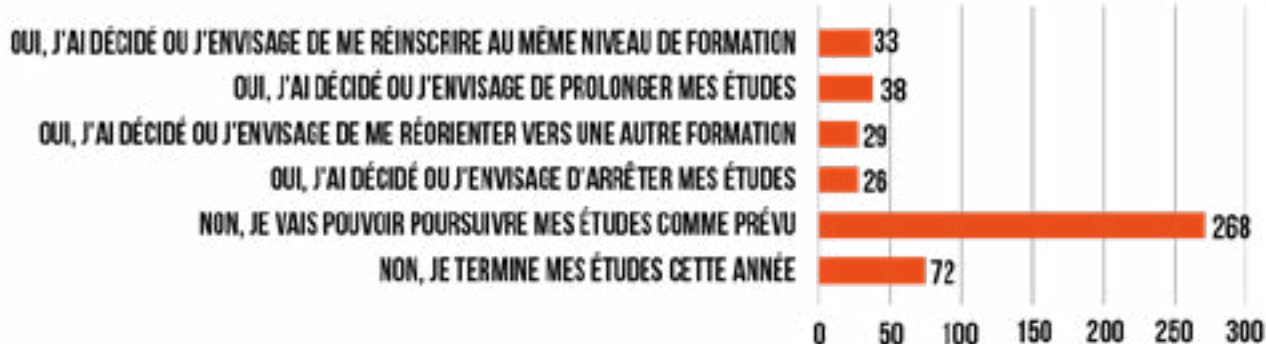 OUI, J'AI DÉCIDÉ OU J'ENVISAGE DE ME RÉINSCRIRE AU MÊME NIVEAU DE FORMATION 33
OUI, J'AI DÉCIDÉ OU J'ENVISAGE DE PROLONGER MES ÉTUDES 38
OUI, J'AI DÉCIDÉ OU J'ENVISAGE DE ME RÉORIENTER VERS UNE AUTRE FORMATION 29
OUI, J'AI DÉCIDÉ OU J'ENVISAGE D'ARRÊTER MES ÉTUDES 26
NON, JE VAIS POUVOIR POURSUIVRE MES ÉTUDES COMME PRÉVU 268
NON, JE TERMINE MES ÉTUDES CETTE ANNÉE 72
0 50 100 150 200 250 300